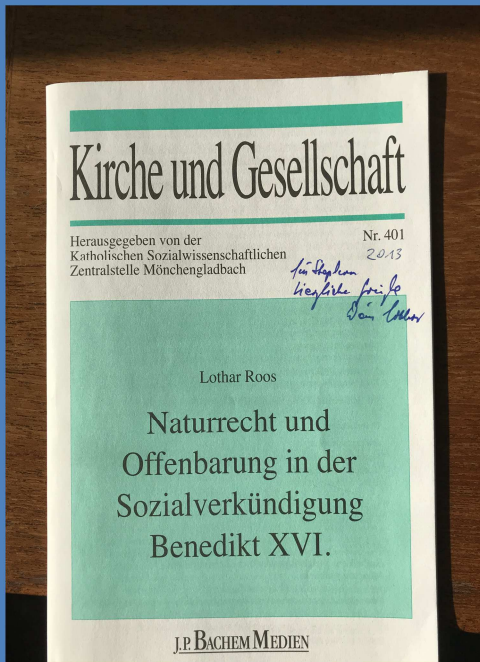 Kirche und Gesellschaft
Herausgegeben von der
Katholischen Sozialwissenschaftlichen
Zentralstelle Mönchengladbach
Nr. 401
2013
für Stephan
herzliche Grüße
Dein Lothar
Lothar Roos
Naturrecht und
Offenbarung in der
Sozialverkündigung
Benedikt XVI.
J.P. BACHEM MEDIEN